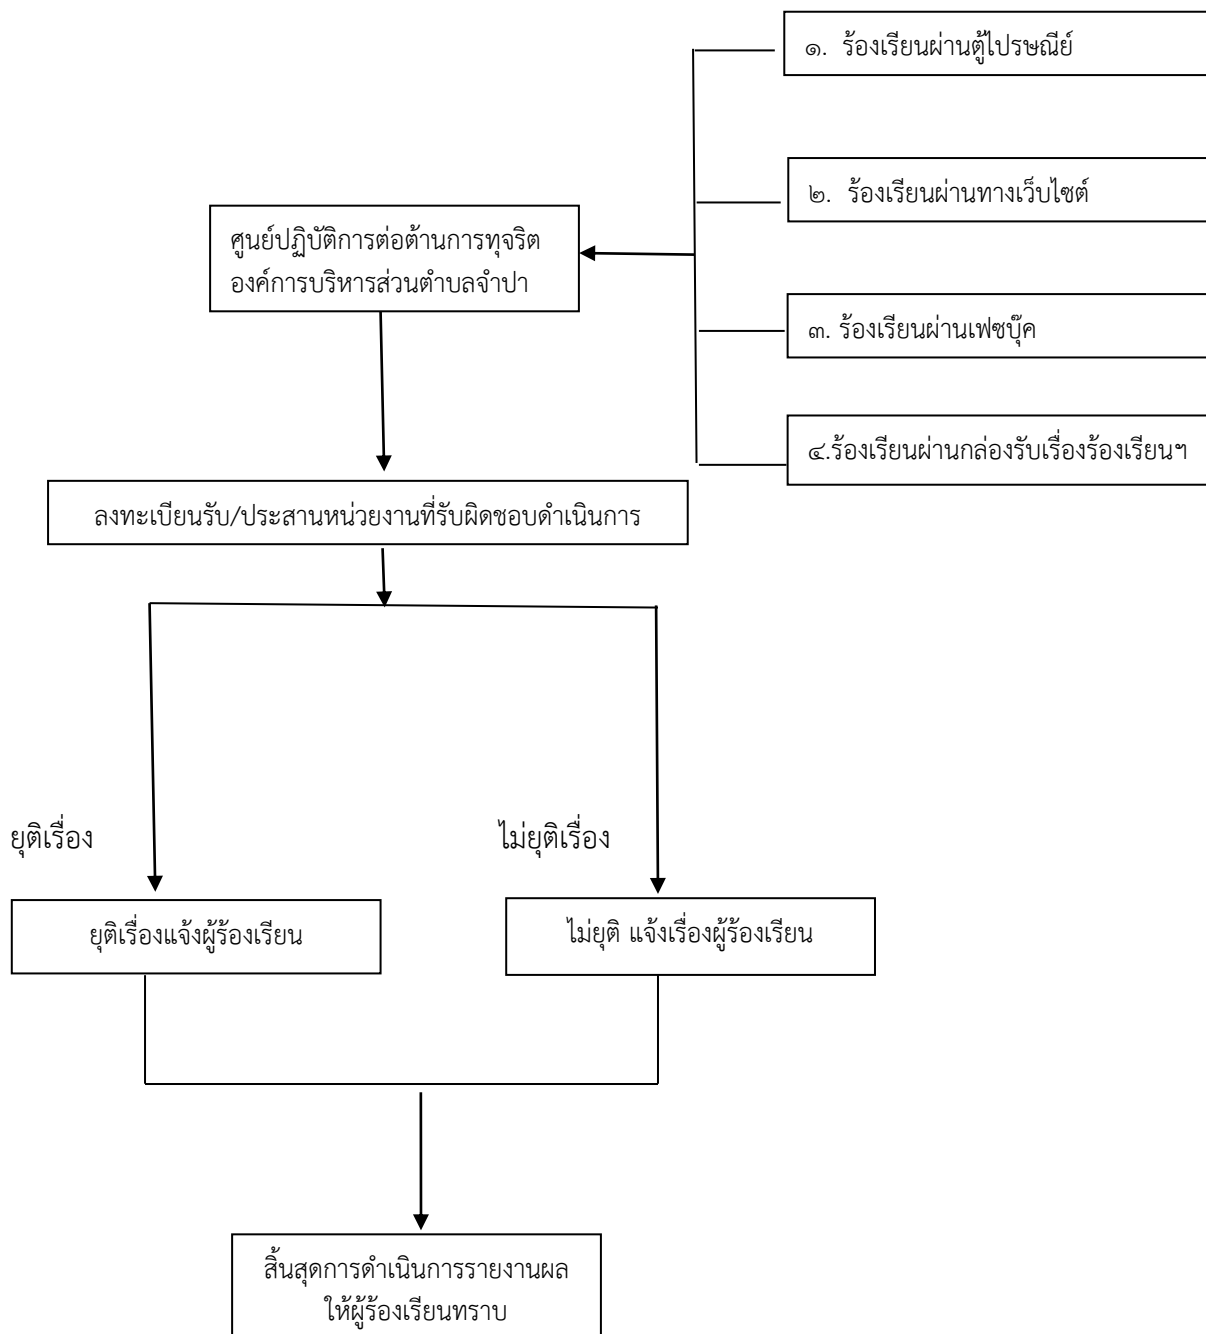 ๑.  ร้องเรียนผ่านตู้ไปรษณีย์
๒.  ร้องเรียนผ่านทางเว็บไซต์
ศูนย์ปฏิบัติการต่อต้านการทุจริต
องค์การบริหารส่วนตำบลจำปา
๓. ร้องเรียนผ่านเฟซบุ๊ค
๔.ร้องเรียนผ่านกล่องรับเรื่องร้องเรียนฯ
ลงทะเบียนรับ/ประสานหน่วยงานที่รับผิดชอบดำเนินการ
ยุติเรื่อง
ไม่ยุติเรื่อง
ยุติเรื่องแจ้งผู้ร้องเรียน
ไม่ยุติ แจ้งเรื่องผู้ร้องเรียน
สิ้นสุดการดำเนินการรายงานผล
ให้ผู้ร้องเรียนทราบ